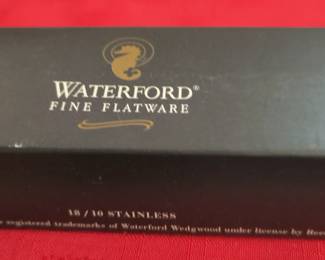 WATERFORD®
FINE FLATWARE
18/10 STAINLESS
registered trademarks of Waterford Wedgwood under license by